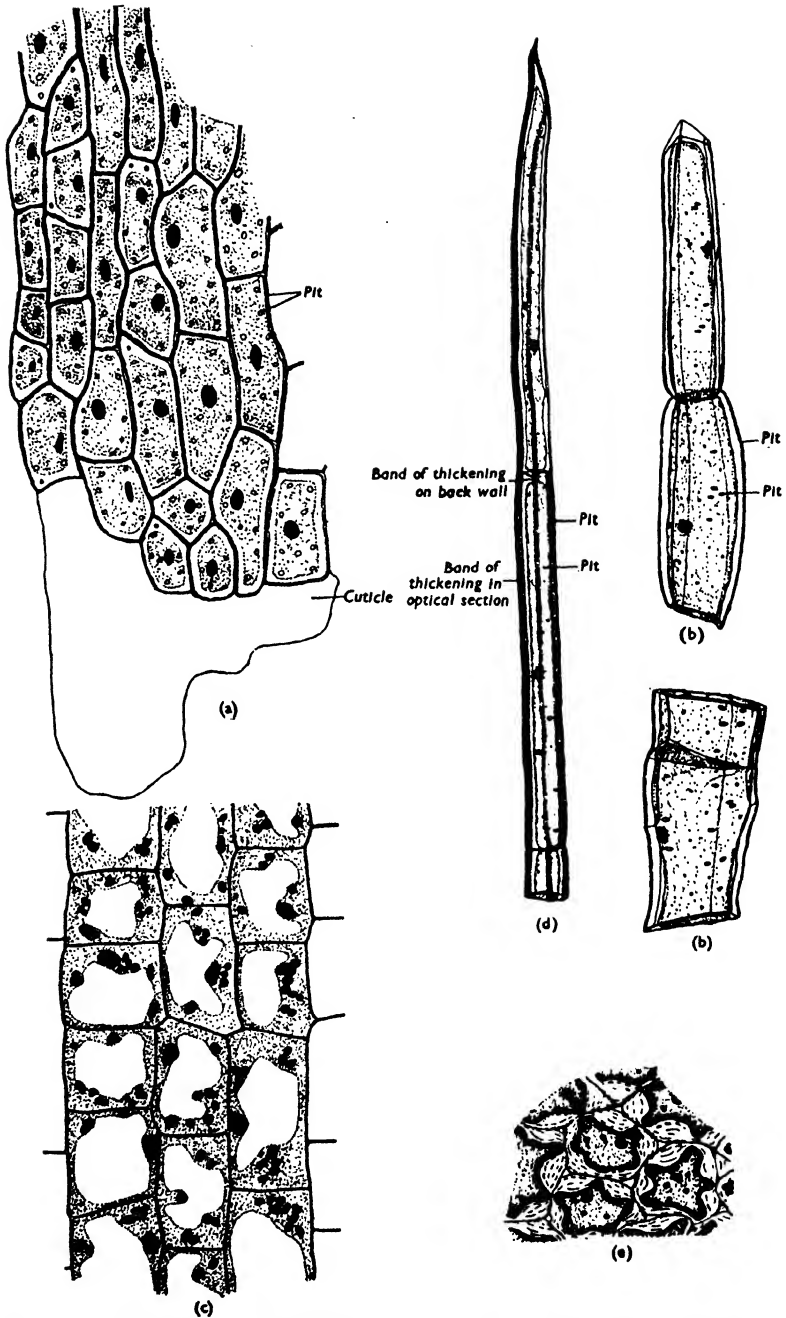 Pit
Cuticle
(a)
Band of thickening
on back wall
Pit
Pit
Band of
thickening in
optical section
(d)
Pit
Pit
(b)
(b)
(c)
(e)